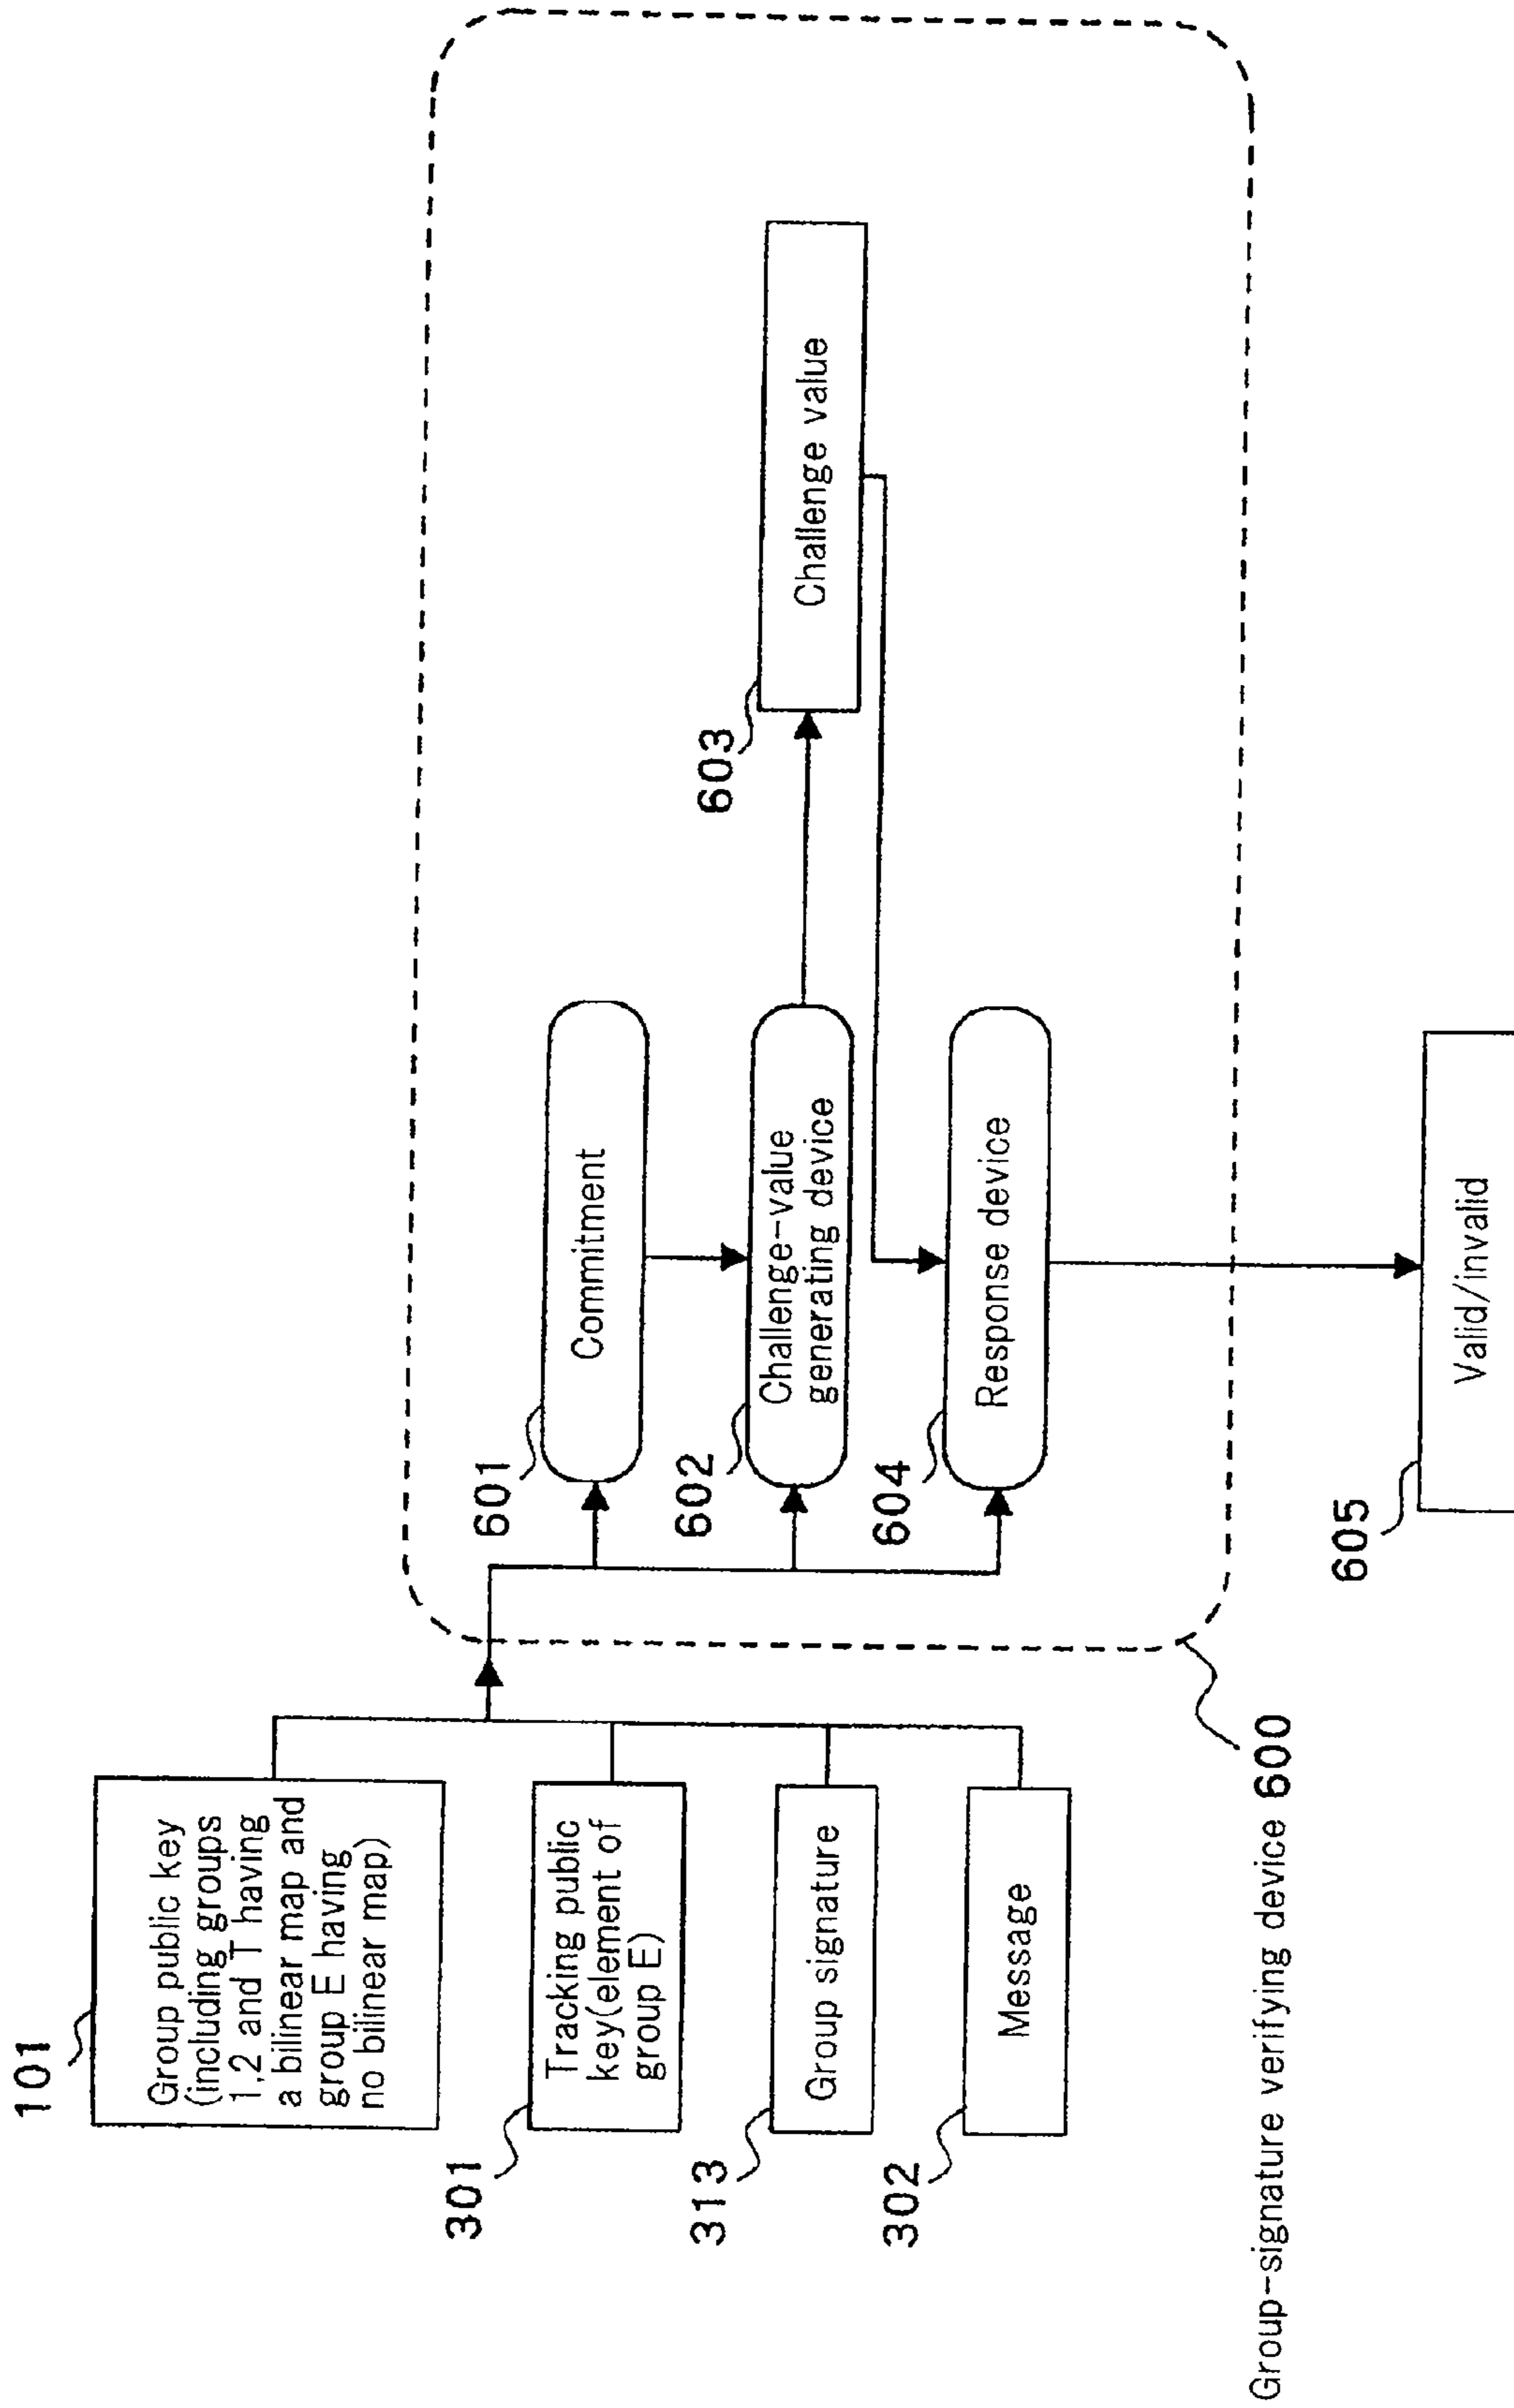 101
Group public key
(including groups
1,2 and T having
a bilinear map and
group E having
no bilinear map)
301
Tracking public
key(element of
group E)
313
Group signature
302
Message
Group-signature verifying device 600
601
Commitment
602
Challenge-value
generating device
603
Challenge value
604
Response device
605
Valid/invalid